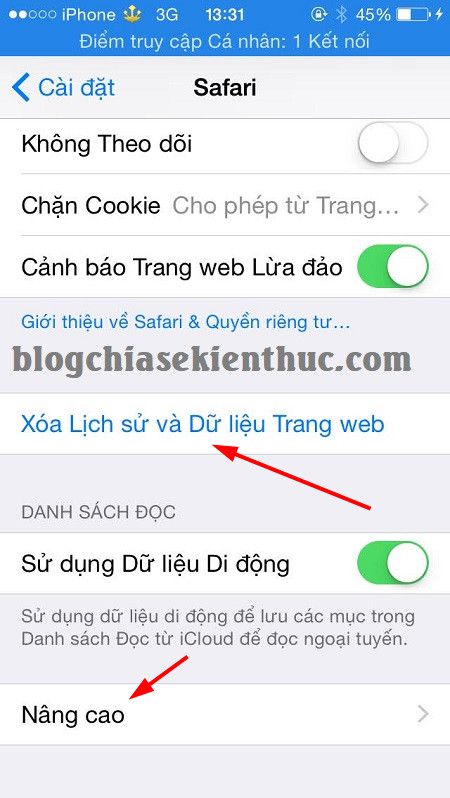 iPhone 3G 13:31 45%
Điểm truy cập Cá nhân: 1 Kết nối
Cài đặt Safari
Không Theo dõi
Chặn Cookie Cho phép từ Trang...
Cảnh báo Trang web Lừa đảo
Giới thiệu về Safari & Quyền riêng tư...
blogchiasekienthuc.com
Xóa Lịch sử và Dữ liệu Trang web
DANH SÁCH ĐỌC
Sử dụng Dữ liệu Di động
Sử dụng dữ liệu di động để lưu các mục trong
Danh sách Đọc từ iCloud để đọc ngoại tuyến.
Nâng cao